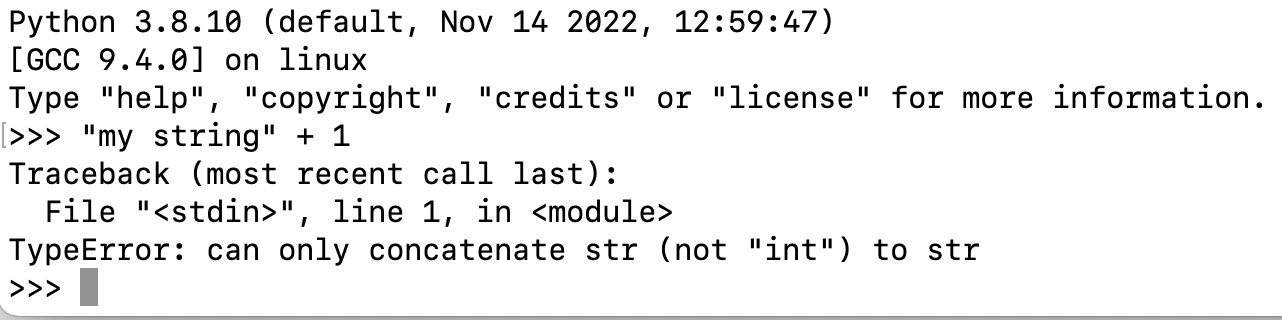 Python 3.8.10 (default, Nov 14 2022, 12:59:47)
[GCC 9.4.0] on linux
Type "help", "copyright", "credits" or "license" for more information.
[>>> "my string" + 1
Traceback (most recent call last):
  File "<stdin>", line 1, in <module>
TypeError: can only concatenate str (not "int") to str
>>>